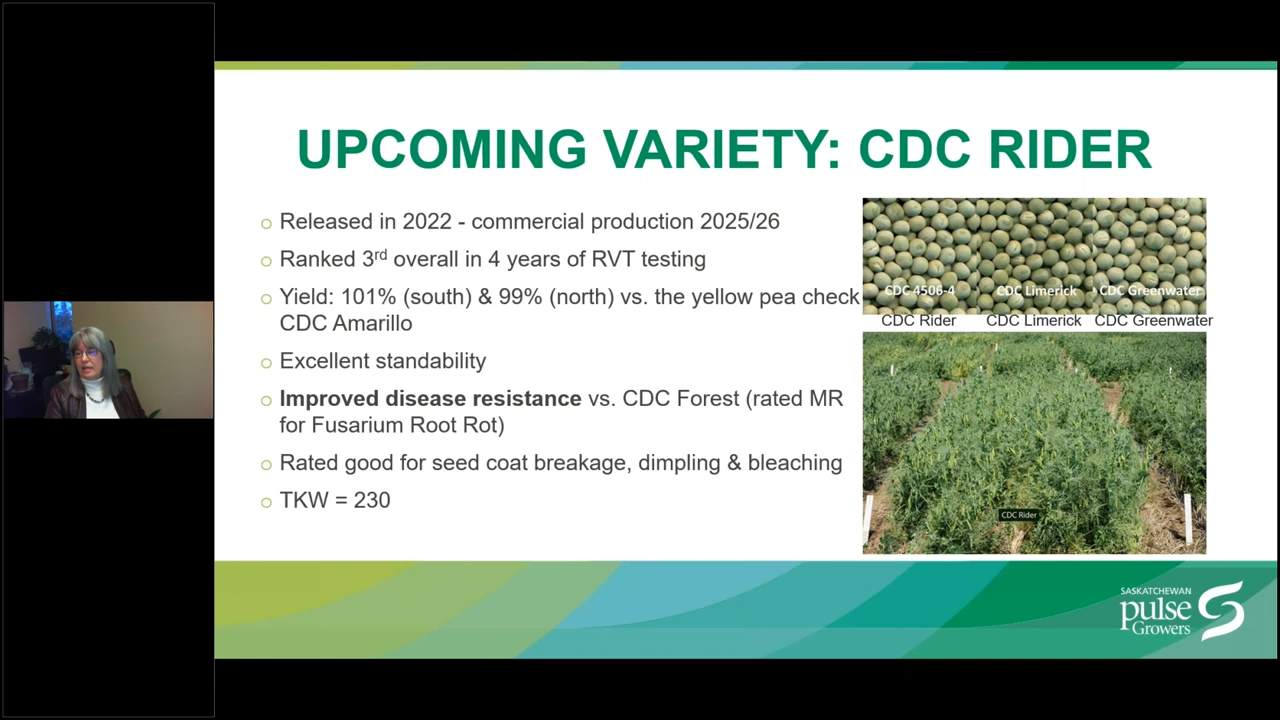 UPCOMING VARIETY: CDC RIDER
o Released in 2022 - commercial production 2025/26
o Ranked 3rd overall in 4 years of RVT testing
o Yield: 101% (south) & 99% (north) vs. the yellow pea check
CDC Amarillo
o Excellent standability
o Improved disease resistance vs. CDC Forest (rated MR
for Fusarium Root Rot)
o Rated good for seed coat breakage, dimpling & bleaching
o TKW = 230
CDC 4506-4 CDC Limerick CDC Greenwater
CDC Rider CDC Limerick CDC Greenwater
CDC Rider
SASKATCHEWAN
pulse
Growers